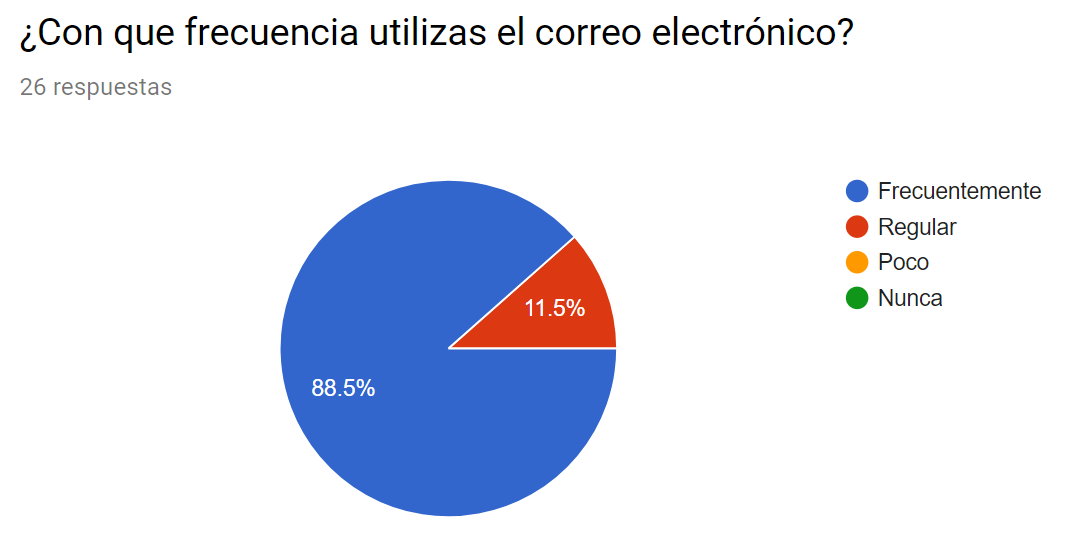 ¿Con que frecuencia utilizas el correo electrónico?
26 respuestas
Frecuentemente
Regular
Poco
Nunca
11.5%
88.5%